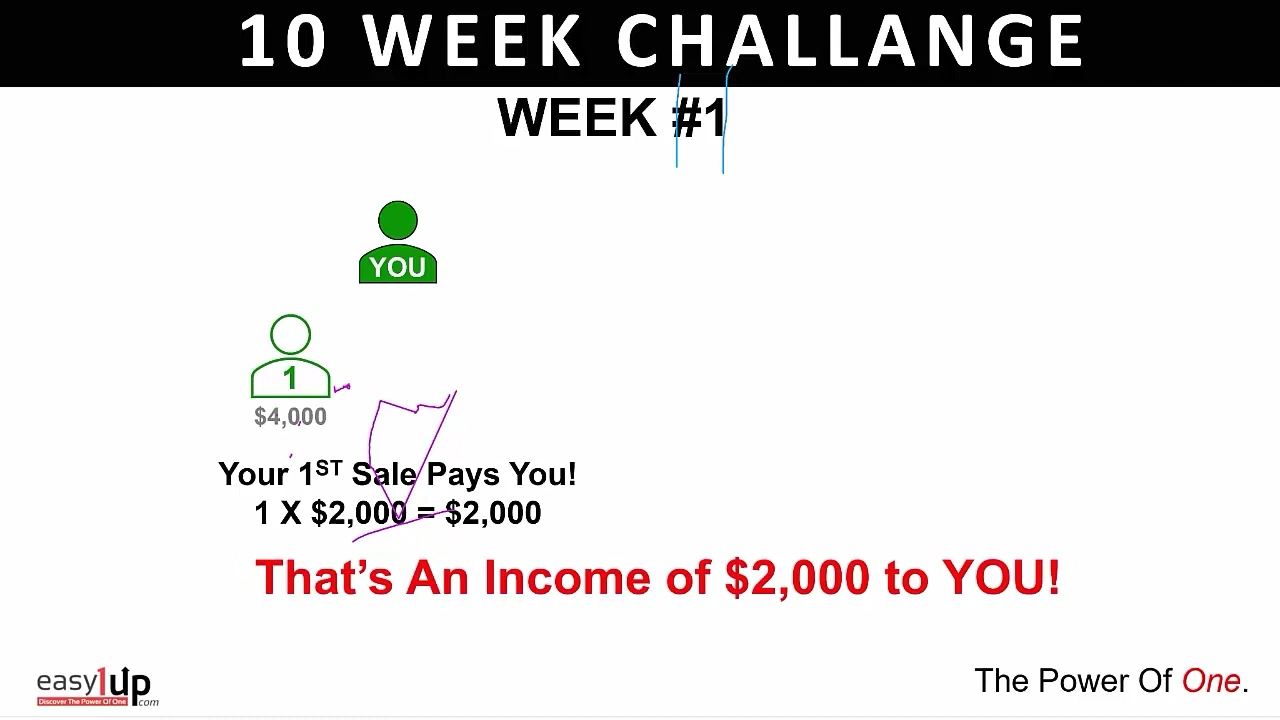 10 WEEK CHALLANGE
WEEK #1
YOU
1
$4,000
Your 1ST Sale Pays You!
1 X $2,000 = $2,000
That's An Income of $2,000 to YOU!
easy1up
Discover The Power Of One .com
The Power Of One.